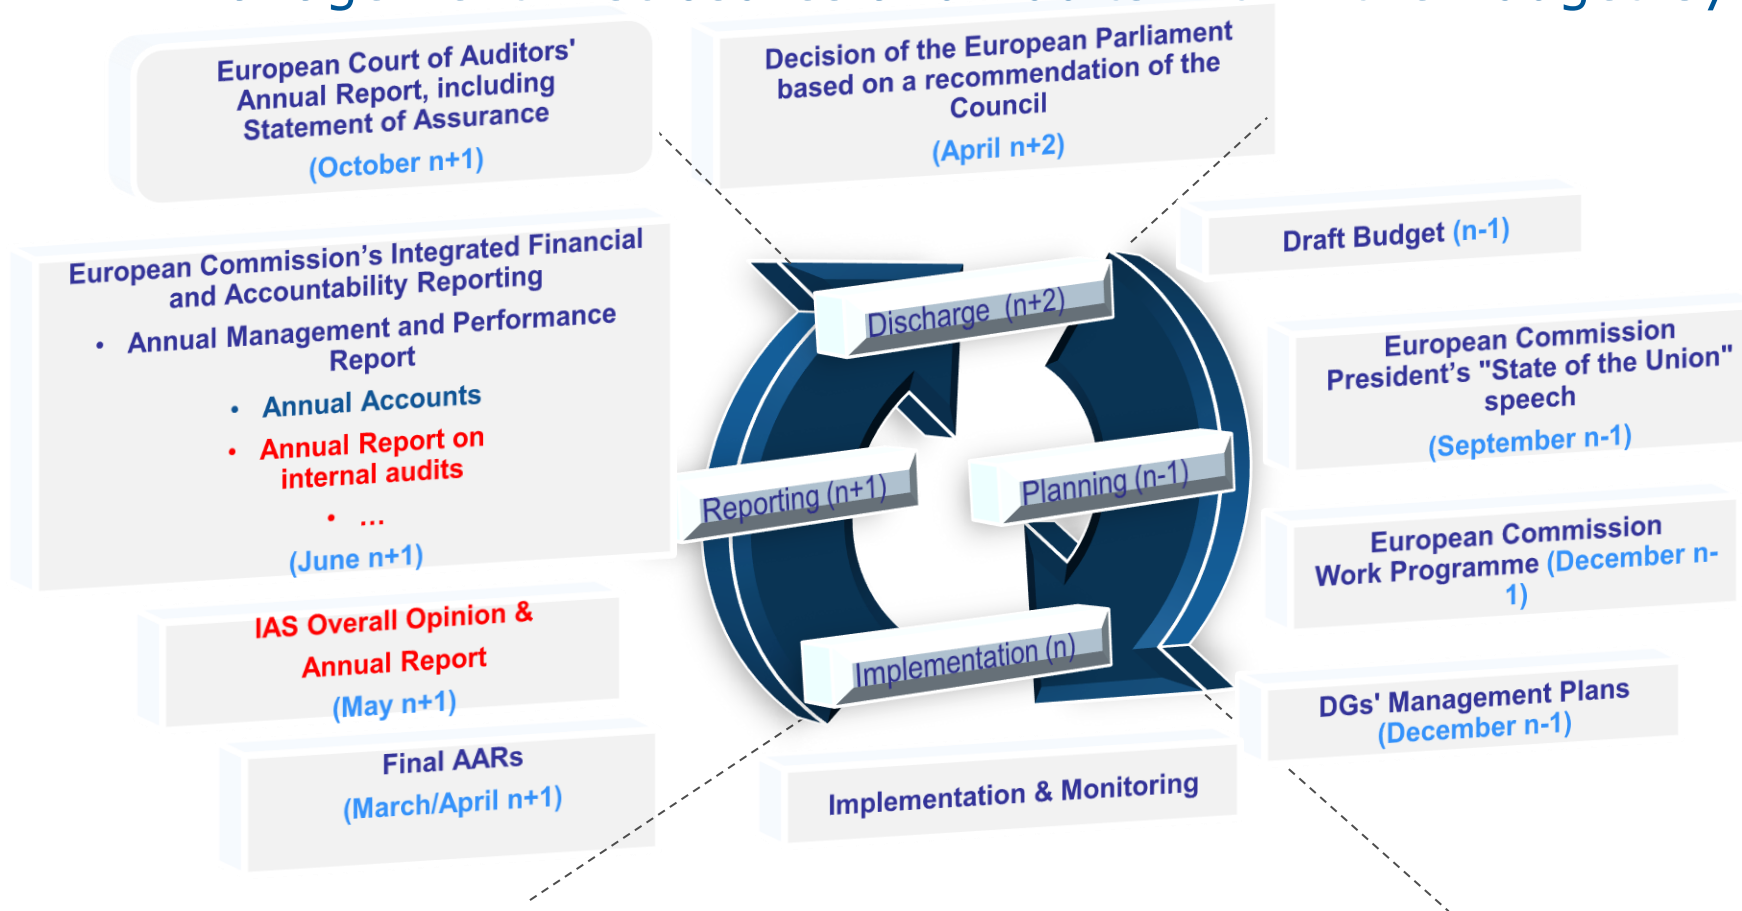 European Court of Auditors'
Annual Report, including
Statement of Assurance
(October n+1)
Decision of the European Parliament
based on a recommendation of the
Council
(April n+2)
Draft Budget (n-1)
European Commission's Integrated Financial
and Accountability Reporting
• Annual Management and Performance
Report
• Annual Accounts
• Annual Report on
internal audits
• …
(June n+1)
Discharge (n+2)
European Commission
President's "State of the Union"
speech
(September n-1)
Reporting (n+1)
Planning (n-1)
European Commission
Work Programme (December n-
1)
IAS Overall Opinion &
Annual Report
(May n+1)
Implementation (n)
DGs' Management Plans
(December n-1)
Final AARs
(March/April n+1)
Implementation & Monitoring